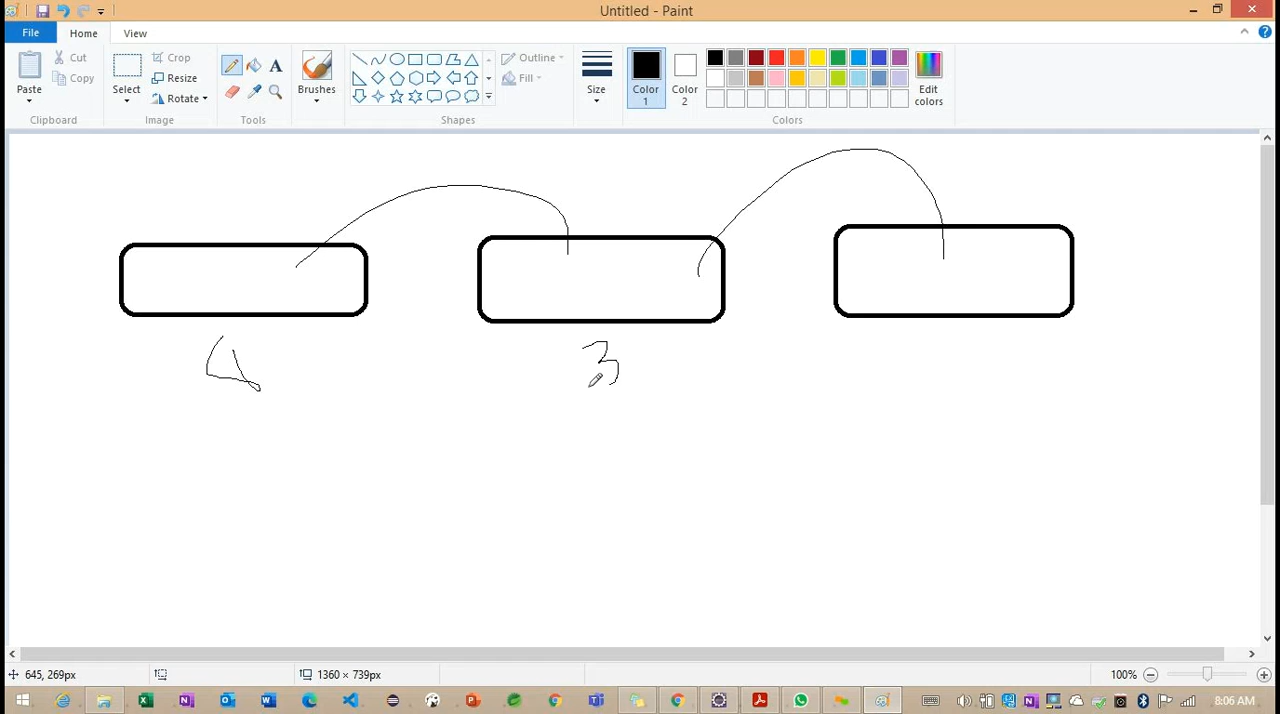 Untitled - Paint
File
Home
View
Paste
Cut
Copy
Clipboard
Select
Crop
Resize
Rotate
Image
Tools
Brushes
Outline
Fill
Shapes
Size
Color 1
Color 2
Edit colors
Colors
4
3
645, 269px
1360 × 739px
100%
8:06 AM